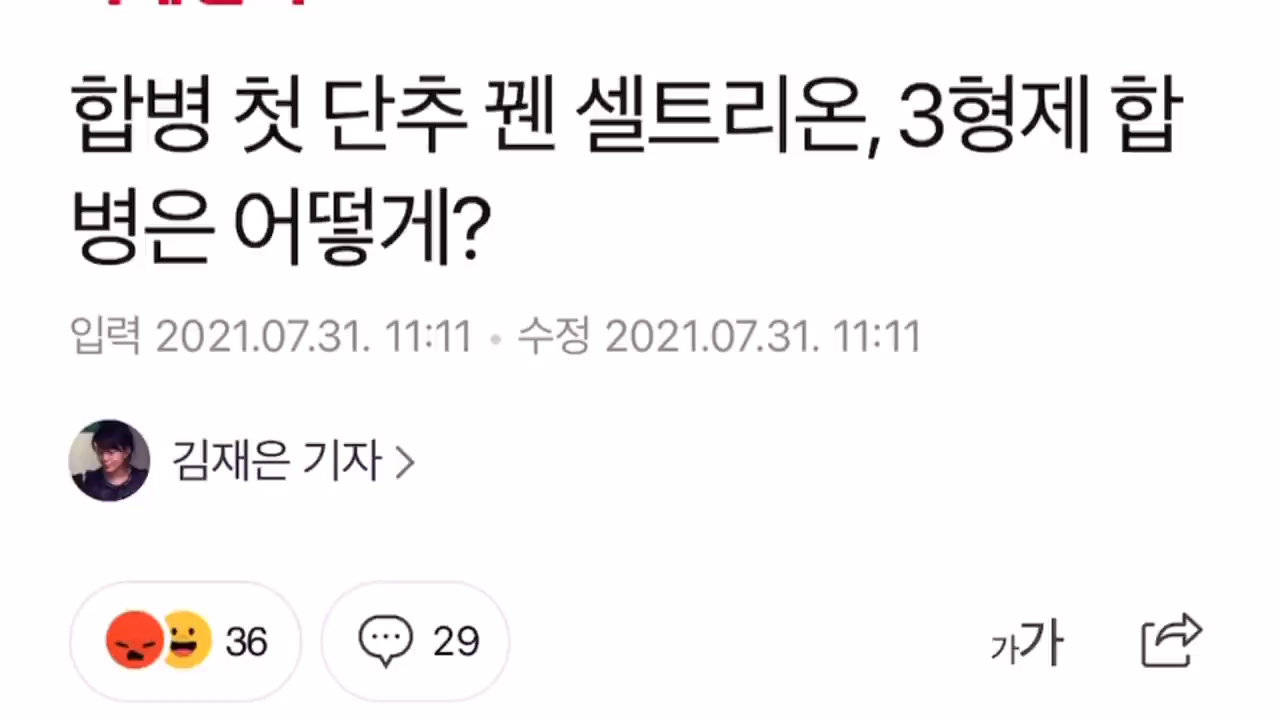 합병 첫 단추 꿴 셀트리온, 3형제 합
병은 어떻게?
입력 2021.07.31. 11:11 • 수정 2021.07.31. 11:11
김재은 기자 >
36 29 가가